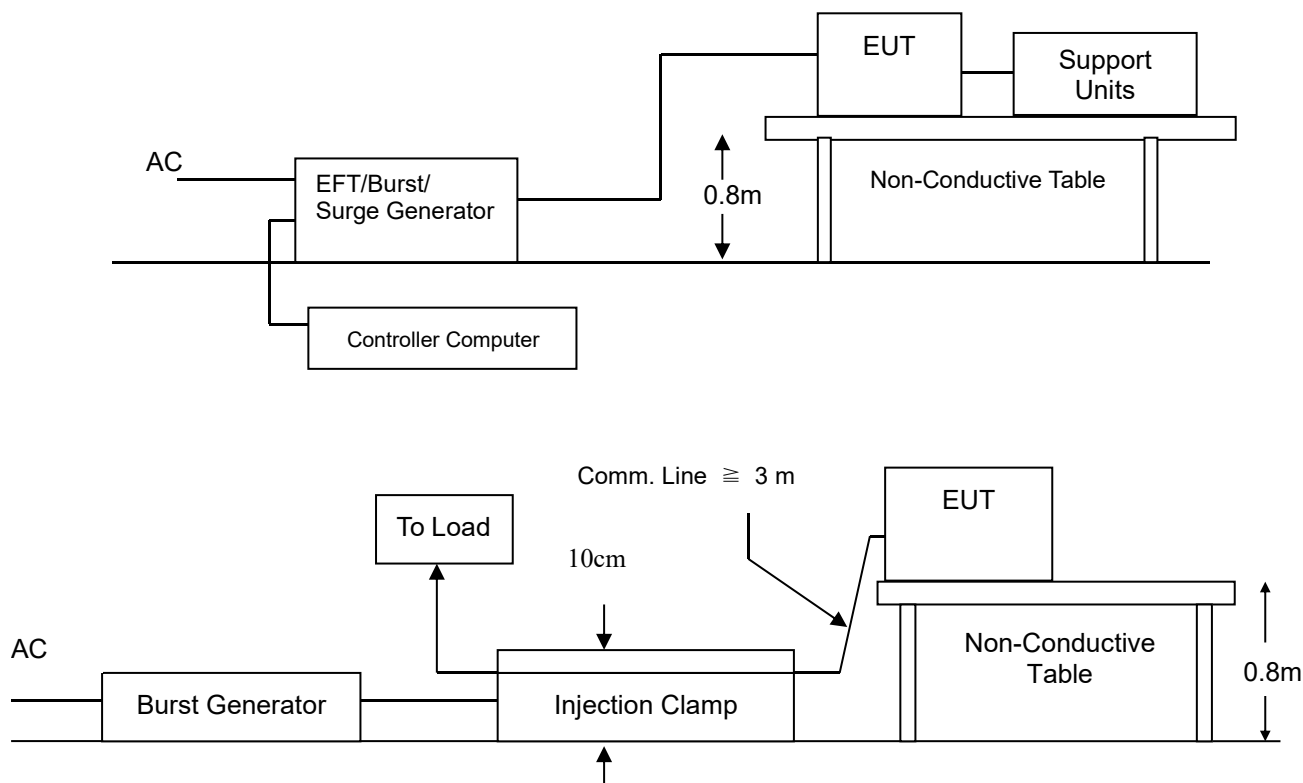 EUT
Support
Units
AC
EFT/Burst/
Surge Generator
0.8m
Non-Conductive Table
Controller Computer
Comm. Line ≧ 3 m
EUT
To Load
10cm
AC
Non-Conductive
Table
0.8m
Burst Generator
Injection Clamp